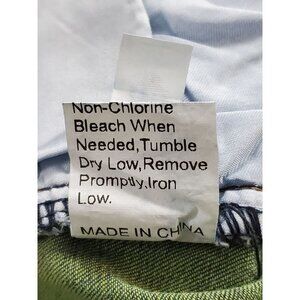 Non-Chlorine
Bleach When
Needed,Tumble
Dry Low,Remove
Promptly.Iron
Low.
MADE IN CHINA